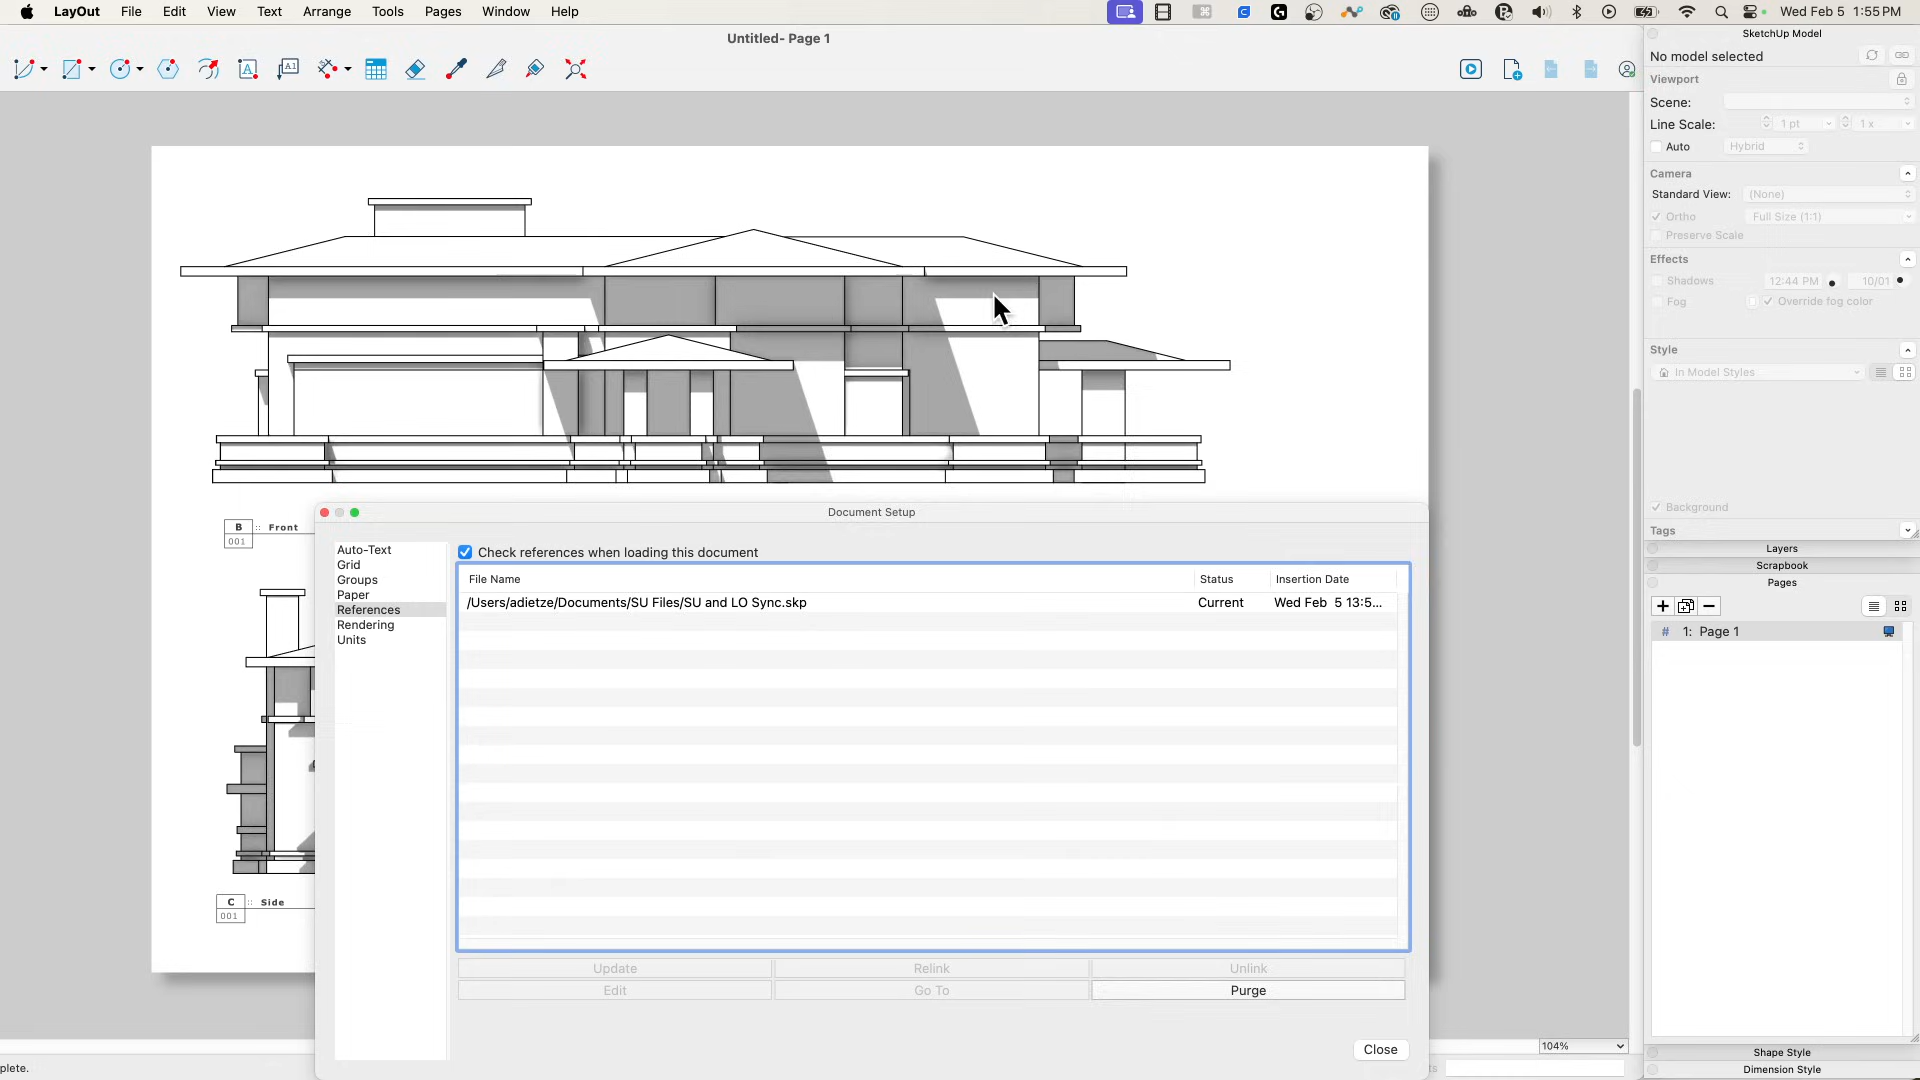 LayOut File Edit View Text Arrange Tools Pages Window Help Wed Feb 5 1:55 PM
Untitled- Page 1
SketchUp Model
No model selected
Viewport
Scene:
Line Scale: 1 pt 1 x
Auto Hybrid
Camera
Standard View: (None)
Ortho Full Size (1:1)
Preserve Scale
Effects
Shadows 12:44 PM 10/01
Fog Override fog color
Style
In Model Styles
Background
Tags
Layers
Scrapbook
Pages
# 1: Page 1
Shape Style
Dimension Style
B :: Front
001
C :: Side
001
Document Setup
Auto-Text
Grid
Groups
Paper
References
Rendering
Units
Check references when loading this document
File Name Status Insertion Date
/Users/adietze/Documents/SU Files/SU and LO Sync.skp Current Wed Feb 5 13:5...
Update Relink Unlink
Edit Go To Purge
Close
104%
plete.